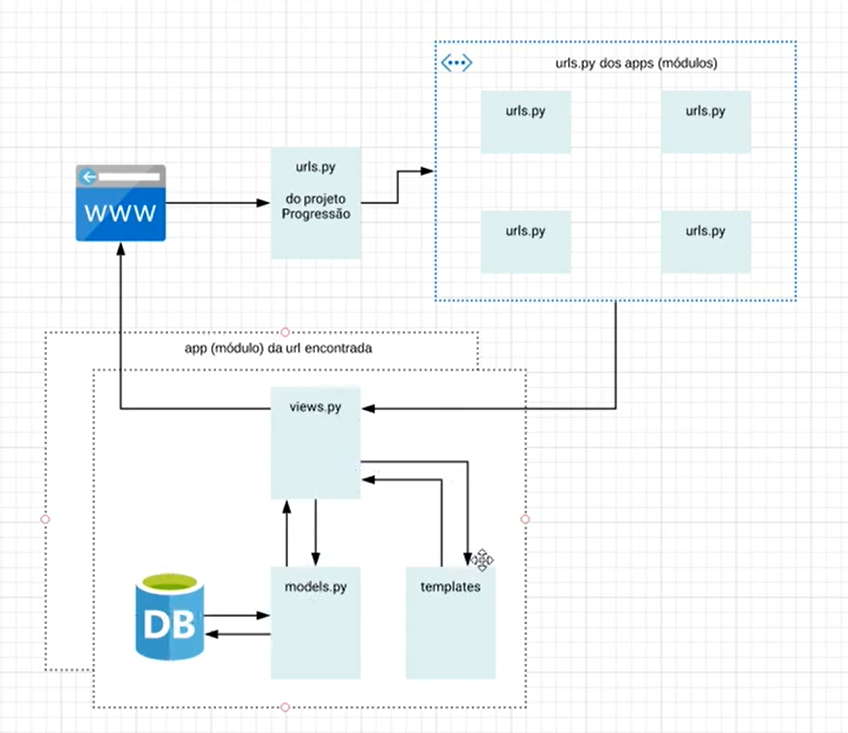 urls.py dos apps (módulos)
urls.py
urls.py
urls.py
do projeto
Progressão
www
urls.py
urls.py
app (módulo) da url encontrada
views.py
models.py
templates
DB